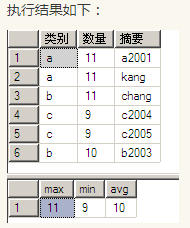 执行结果如下：
类别 数量 摘要
1 a 11 a2001
2 a 11 kang
3 b 11 chang
4 c 9 c2004
5 c 9 c2005
6 b 10 b2003
max min avg
1 11 9 10